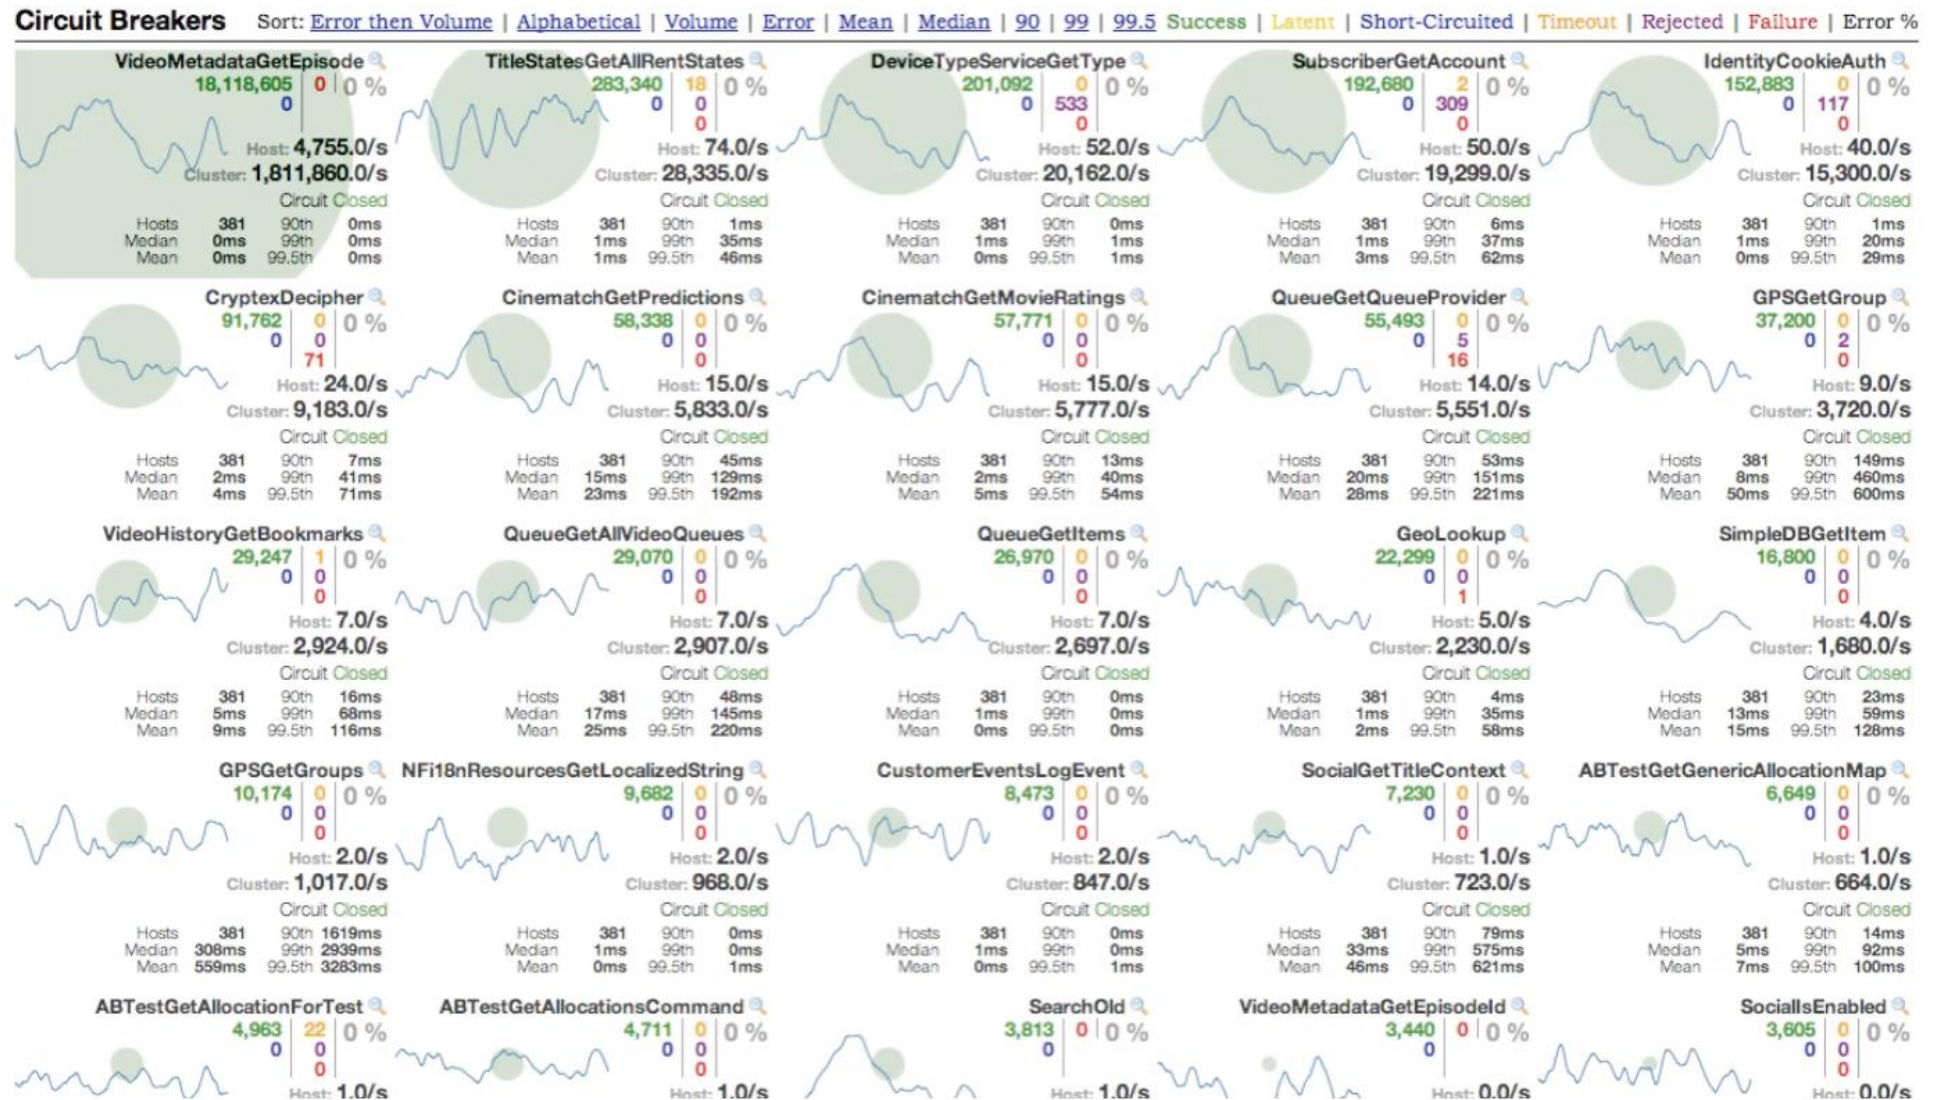 Circuit Breakers
Sort: Error then Volume | Alphabetical | Volume | Error | Mean | Median | 90 | 99 | 99.5
Success | Latent | Short-Circuited | Timeout | Rejected | Failure | Error %
VideoMetadataGetEpisode
18,118,605 0 0 %
0
Host: 4,755.0/s
Cluster: 1,811,860.0/s
Circuit Closed
Hosts 381 90th 0ms
Median 0ms 99th 0ms
Mean 0ms 99.5th 0ms
TitleStatesGetAllRentStates
283,340 18 0 %
0 0
0
Host: 74.0/s
Cluster: 28,335.0/s
Circuit Closed
Hosts 381 90th 1ms
Median 1ms 99th 35ms
Mean 1ms 99.5th 46ms
DeviceTypeServiceGetType
201,092 0 0 %
0 533
0
Host: 52.0/s
Cluster: 20,162.0/s
Circuit Closed
Hosts 381 90th 0ms
Median 1ms 99th 1ms
Mean 0ms 99.5th 1ms
SubscriberGetAccount
192,680 2 0 %
0 309
0
Host: 50.0/s
Cluster: 19,299.0/s
Circuit Closed
Hosts 381 90th 6ms
Median 1ms 99th 37ms
Mean 3ms 99.5th 62ms
IdentityCookieAuth
152,883 0 0 %
0 117
0
Host: 40.0/s
Cluster: 15,300.0/s
Circuit Closed
Hosts 381 90th 1ms
Median 1ms 99th 20ms
Mean 0ms 99.5th 29ms
CryptexDecipher
91,762 0 0 %
0 0
71
Host: 24.0/s
Cluster: 9,183.0/s
Circuit Closed
Hosts 381 90th 7ms
Median 2ms 99th 41ms
Mean 4ms 99.5th 71ms
CinematchGetPredictions
58,338 0 0 %
0 0
0
Host: 15.0/s
Cluster: 5,833.0/s
Circuit Closed
Hosts 381 90th 45ms
Median 15ms 99th 129ms
Mean 23ms 99.5th 192ms
CinematchGetMovieRatings
57,771 0 0 %
0 0
0
Host: 15.0/s
Cluster: 5,777.0/s
Circuit Closed
Hosts 381 90th 13ms
Median 2ms 99th 40ms
Mean 5ms 99.5th 54ms
QueueGetQueueProvider
55,493 0 0 %
0 5
16
Host: 14.0/s
Cluster: 5,551.0/s
Circuit Closed
Hosts 381 90th 53ms
Median 20ms 99th 151ms
Mean 28ms 99.5th 221ms
GPSGetGroup
37,200 0 0 %
0 2
0
Host: 9.0/s
Cluster: 3,720.0/s
Circuit Closed
Hosts 381 90th 149ms
Median 8ms 99th 460ms
Mean 50ms 99.5th 600ms
VideoHistoryGetBookmarks
29,247 1 0 %
0 0
0
Host: 7.0/s
Cluster: 2,924.0/s
Circuit Closed
Hosts 381 90th 16ms
Median 5ms 99th 68ms
Mean 9ms 99.5th 116ms
QueueGetAllVideoQueues
29,070 0 0 %
0 0
0
Host: 7.0/s
Cluster: 2,907.0/s
Circuit Closed
Hosts 381 90th 48ms
Median 17ms 99th 145ms
Mean 25ms 99.5th 220ms
QueueGetItems
26,970 0 0 %
0 0
0
Host: 7.0/s
Cluster: 2,697.0/s
Circuit Closed
Hosts 381 90th 0ms
Median 1ms 99th 0ms
Mean 0ms 99.5th 0ms
GeoLookup
22,299 0 0 %
0 0
1
Host: 5.0/s
Cluster: 2,230.0/s
Circuit Closed
Hosts 381 90th 4ms
Median 1ms 99th 35ms
Mean 2ms 99.5th 58ms
SimpleDBGetItem
16,800 0 0 %
0 0
0
Host: 4.0/s
Cluster: 1,680.0/s
Circuit Closed
Hosts 381 90th 23ms
Median 13ms 99th 59ms
Mean 15ms 99.5th 128ms
GPSGetGroups
10,174 0 0 %
0 0
0
Host: 2.0/s
Cluster: 1,017.0/s
Circuit Closed
Hosts 381 90th 1619ms
Median 308ms 99th 2939ms
Mean 559ms 99.5th 3283ms
NFi18nResourcesGetLocalizedString
9,682 0 0 %
0 0
0
Host: 2.0/s
Cluster: 968.0/s
Circuit Closed
Hosts 381 90th 0ms
Median 1ms 99th 0ms
Mean 0ms 99.5th 1ms
CustomerEventsLogEvent
8,473 0 0 %
0 0
0
Host: 2.0/s
Cluster: 847.0/s
Circuit Closed
Hosts 381 90th 0ms
Median 1ms 99th 0ms
Mean 0ms 99.5th 1ms
SocialGetTitleContext
7,230 0 0 %
0 0
0
Host: 1.0/s
Cluster: 723.0/s
Circuit Closed
Hosts 381 90th 79ms
Median 33ms 99th 575ms
Mean 46ms 99.5th 621ms
ABTestGetGenericAllocationMap
6,649 0 0 %
0 0
0
Host: 1.0/s
Cluster: 664.0/s
Circuit Closed
Hosts 381 90th 14ms
Median 5ms 99th 92ms
Mean 7ms 99.5th 100ms
ABTestGetAllocationForTest
4,963 22 0 %
0 0
0
Host: 1.0/s
ABTestGetAllocationsCommand
4,711 0 0 %
0 0
0
Host: 1.0/s
SearchOld
3,813 0 0 %
0
Host: 1.0/s
VideoMetadataGetEpisodeId
3,440 0 0 %
0
Host: 0.0/s
SocialIsEnabled
3,605 0 0 %
0 0
0
Host: 0.0/s